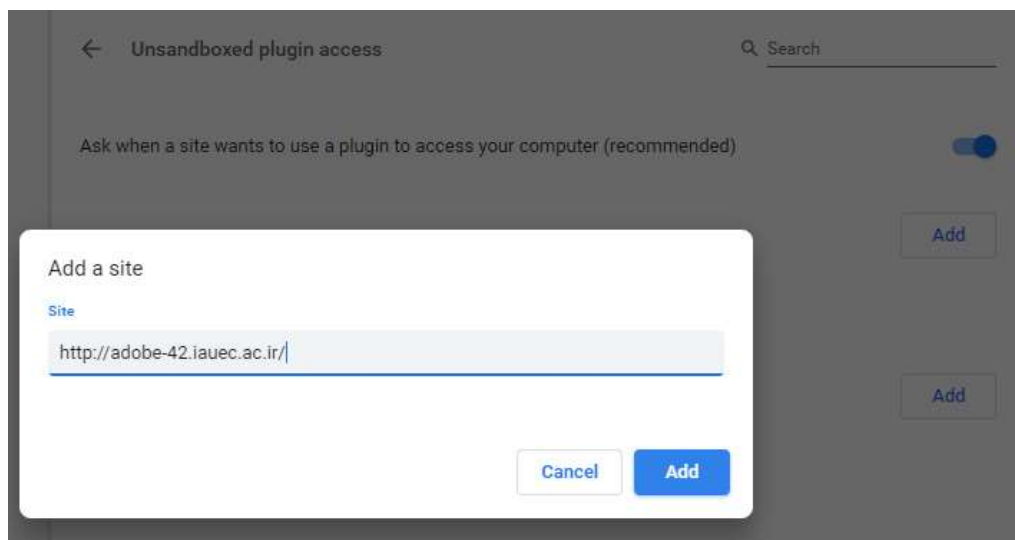 Unsandboxed plugin access
Search
Ask when a site wants to use a plugin to access your computer (recommended)
Add
Add a site
Site
http://adobe-42.iauec.ac.ir/
Add
Cancel
Add